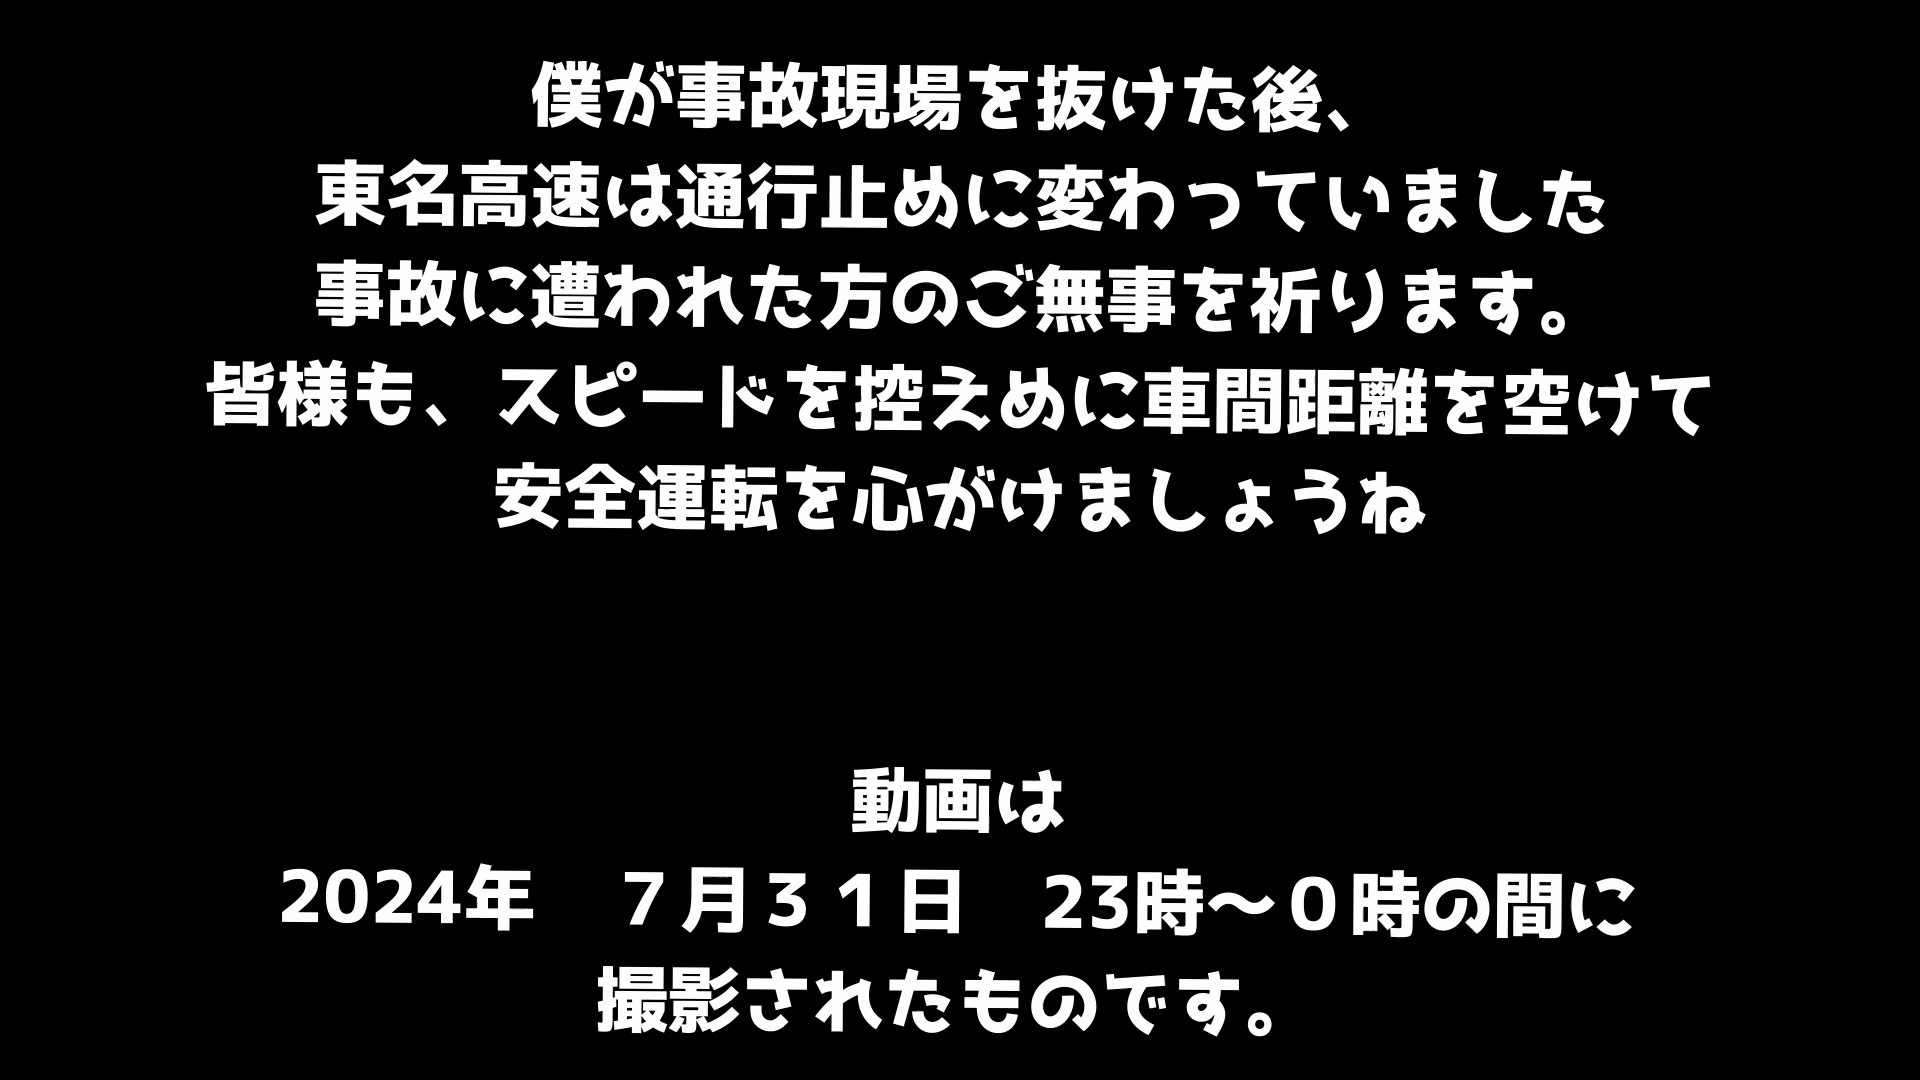 僕が事故現場を抜けた後、
東名高速は通行止めに変わっていました
事故に遭われた方のご無事を祈ります。
皆様も、スピードを控えめに車間距離を空けて
安全運転を心がけましょうね
動画は
2024年　７月３１日　23時～０時の間に
撮影されたものです。